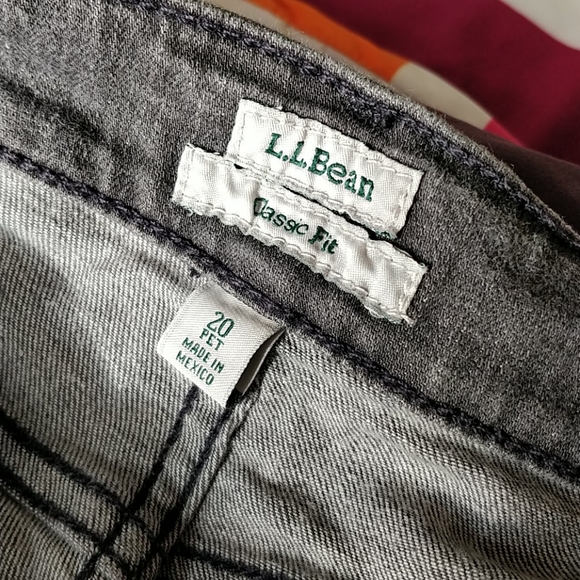 L.L.Bean
Classic Fit
20
PET
MADE IN
MEXICO